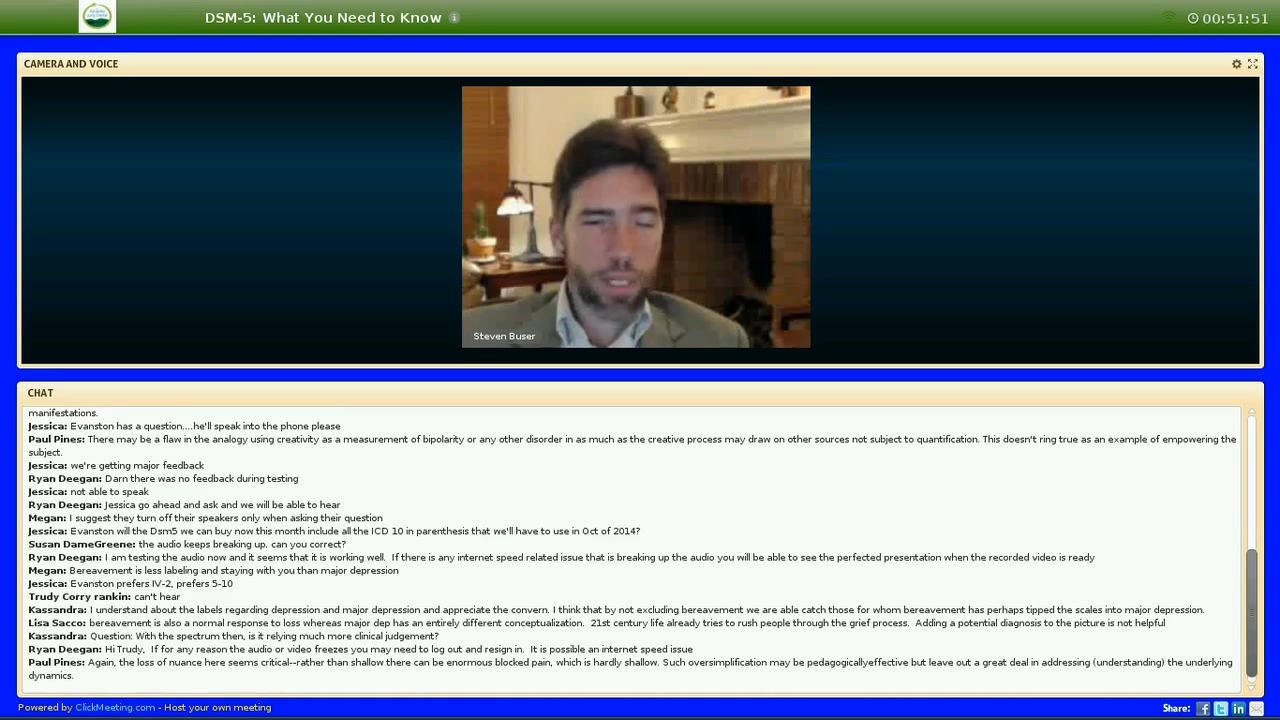 DSM-5: What You Need to Know
00:51:51
CAMERA AND VOICE
Steven Buser
CHAT
manifestations.
Jessica: Evanston has a question....he'll speak into the phone please
Paul Pines: There may be a flaw in the analogy using creativity as a measurement of bipolarity or any other disorder in as much as the creative process may draw on other sources not subject to quantification. This doesn't ring true as an example of empowering the
subject.
Jessica: we're getting major feedback
Ryan Deegan: Darn there was no feedback during testing
Jessica: not able to speak
Ryan Deegan: Jessica go ahead and ask and we will be able to hear
Megan: I suggest they turn off their speakers only when asking their question
Jessica: Evanston will the Dsm5 we can buy now this month include all the ICD 10 in parenthesis that we'll have to use in Oct of 2014?
Susan DameGreene: the audio keeps breaking up. can you correct?
Ryan Deegan: I am testing the audio now and it seems that it is working well.  If there is any internet speed related issue that is breaking up the audio you will be able to see the perfected presentation when the recorded video is ready
Megan: Bereavement is less labeling and staying with you than major depression
Jessica: Evanston prefers IV-2, prefers 5-10
Trudy Corry rankin: can't hear
Kassandra: I understand about the labels regarding depression and major depression and appreciate the convern. I think that by not excluding bereavement we are able catch those for whom bereavement has perhaps tipped the scales into major depression.
Lisa Sacco: bereavement is also a normal response to loss whereas major dep has an entirely different conceptualization.  21st century life already tries to rush people through the grief process.  Adding a potential diagnosis to the picture is not helpful
Kassandra: Question: With the spectrum then, is it relying much more clinical judgement?
Ryan Deegan: Hi Trudy,  If for any reason the audio or video freezes you may need to log out and resign in.  It is possible an internet speed issue
Paul Pines: Again, the loss of nuance here seems critical--rather than shallow there can be enormous blocked pain, which is hardly shallow. Such oversimplification may be pedagogicallyeffective but leave out a great deal in addressing (understanding) the underlying
dynamics.
Powered by ClickMeeting.com - Host your own meeting
Share: